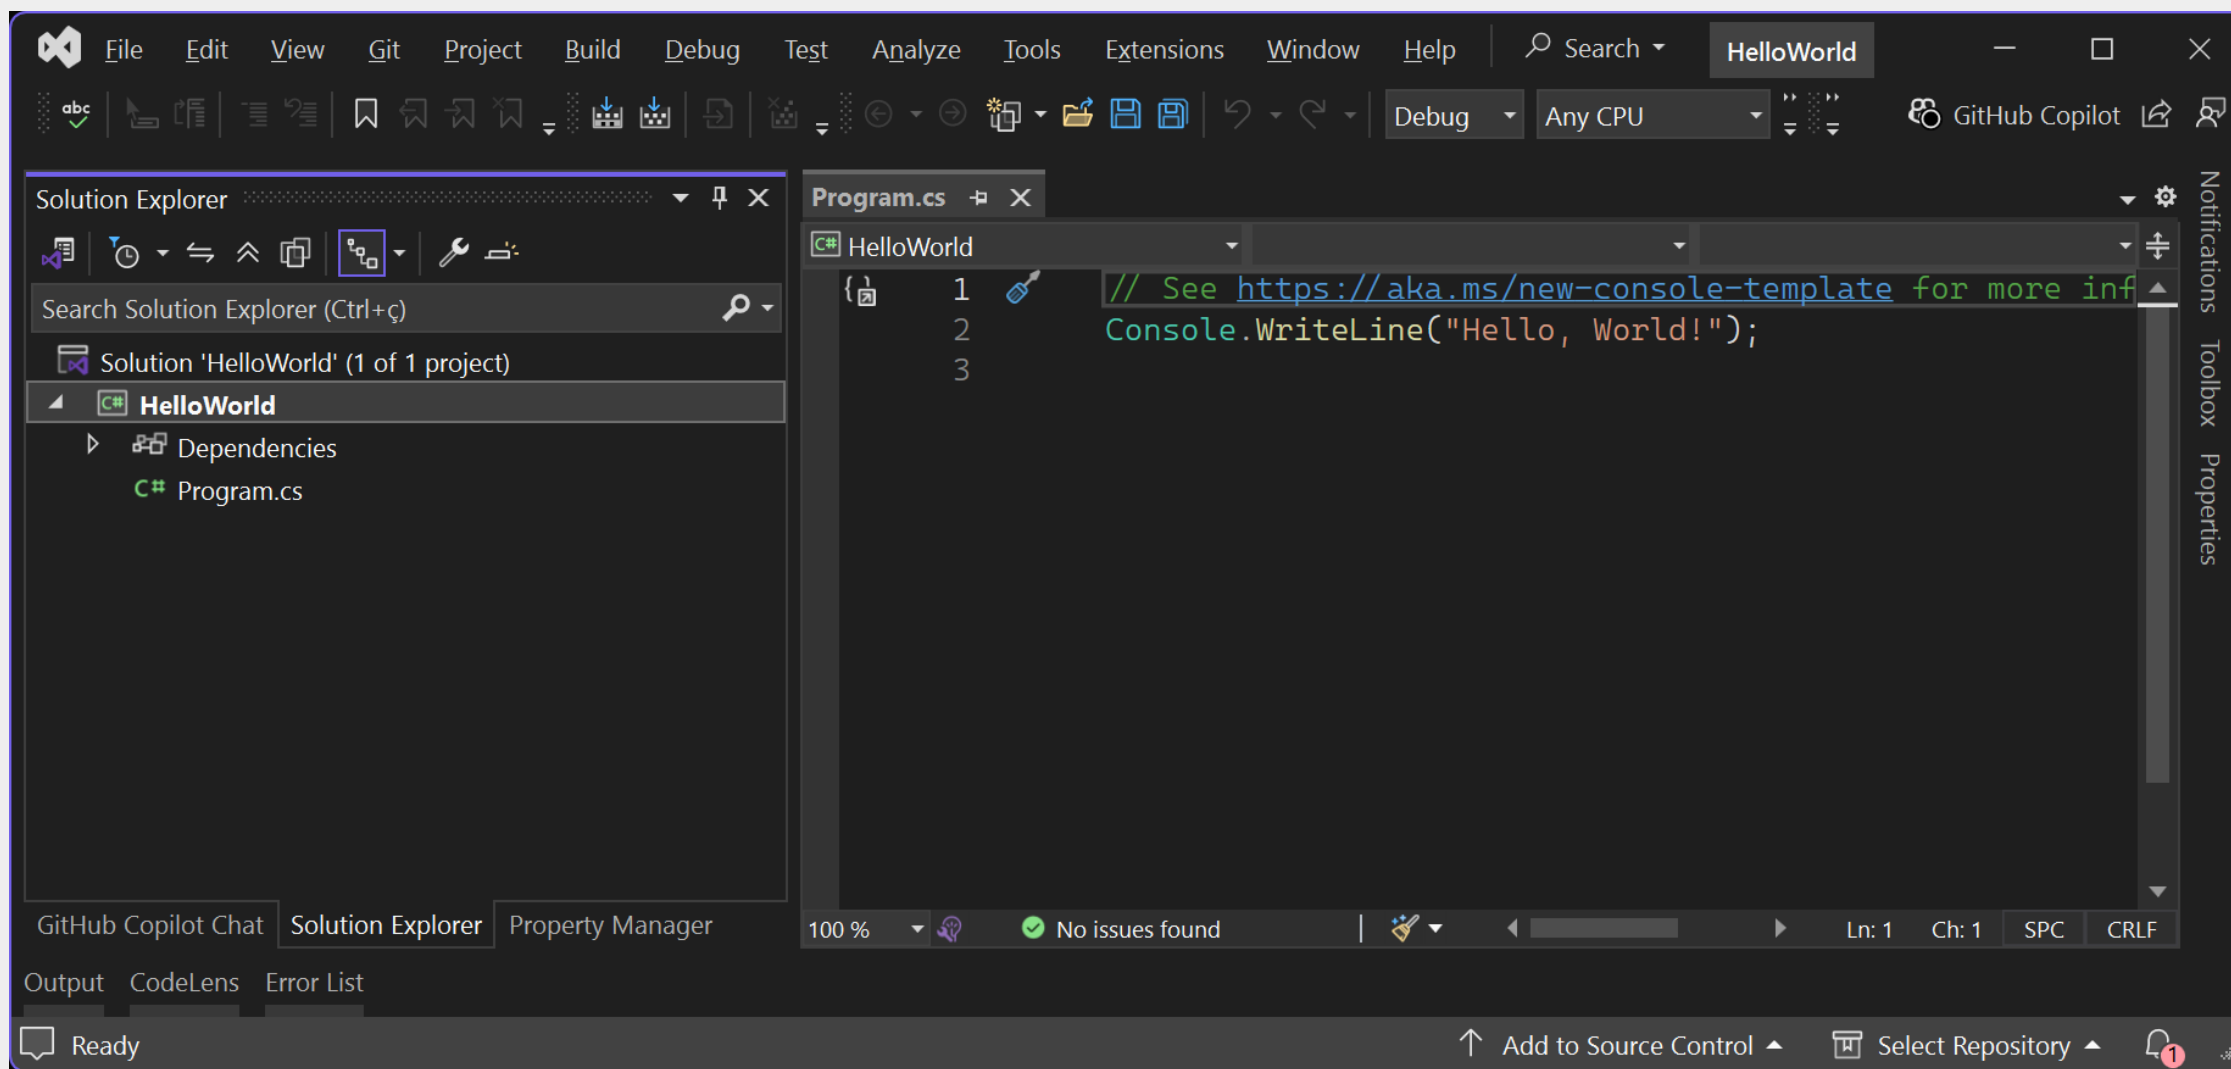 File Edit View Git Project Build Debug Test Analyze Tools Extensions Window Help Search HelloWorld
abc Debug Any CPU GitHub Copilot
Solution Explorer
Search Solution Explorer (Ctrl+ç)
Solution 'HelloWorld' (1 of 1 project)
C# HelloWorld
Dependencies
C# Program.cs
GitHub Copilot Chat Solution Explorer Property Manager
Program.cs
C# HelloWorld
1 // See https://aka.ms/new-console-template for more inf
2 Console.WriteLine("Hello, World!");
3
100 % No issues found Ln: 1 Ch: 1 SPC CRLF
Notifications
Toolbox
Properties
Output CodeLens Error List
Ready Add to Source Control Select Repository 1